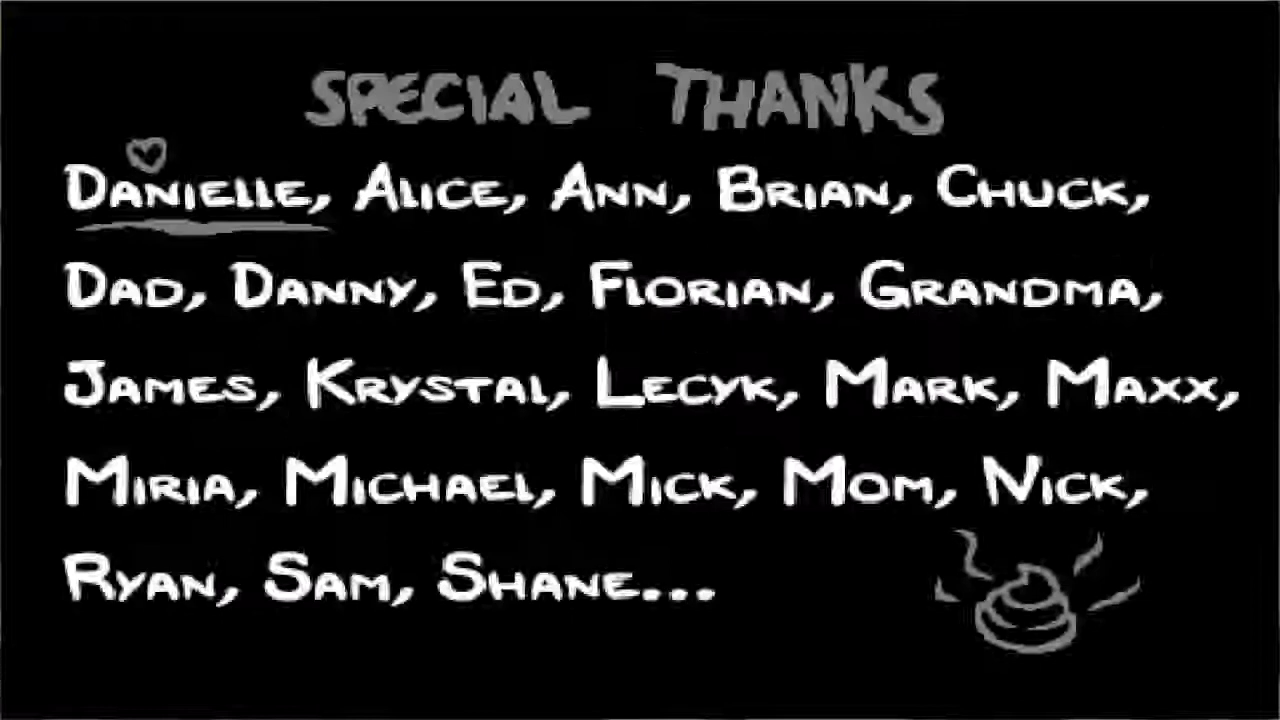 SPECIAL THANKS
DANIELLE, ALICE, ANN, BRIAN, CHUCK,
DAD, DANNY, ED, FLORIAN, GRANDMA,
JAMES, KRYSTAL, LECYK, MARK, MAXX,
MIRIA, MICHAEL, MICK, MOM, NICK,
RYAN, SAM, SHANE...